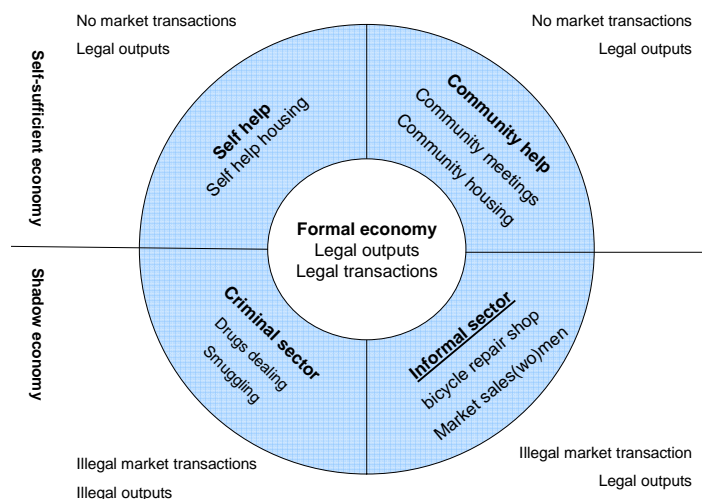 No market transactions
Legal outputs
No market transactions
Legal outputs
Self-sufficient economy
Self help
Self help housing
Community help
Community meetings
Community housing
Formal economy
Legal outputs
Legal transactions
Shadow economy
Criminal sector
Drugs dealing
Smuggling
Informal sector
bicycle repair shop
Market sales(wo)men
Illegal market transactions
Illegal outputs
Illegal market transaction
Legal outputs